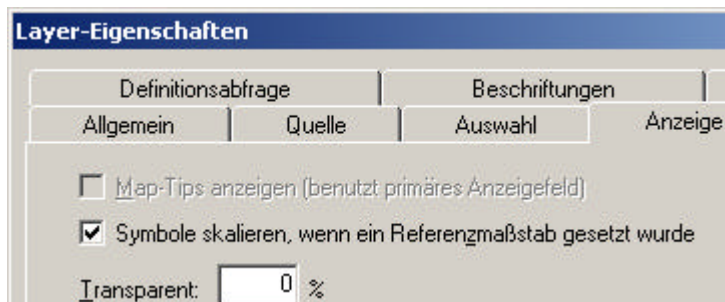 Layer-Eigenschaften
Definitionsabfrage Beschriftungen
Allgemein Quelle Auswahl Anzeige
Map-Tips anzeigen (benutzt primäres Anzeigefeld)
Symbole skalieren, wenn ein Referenzmaßstab gesetzt wurde
Transparent: 0 %